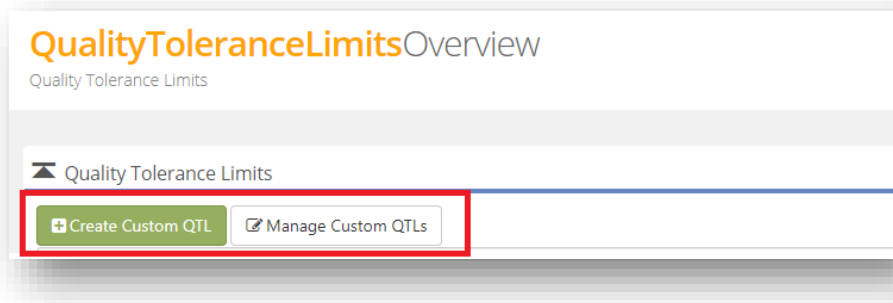 QualityToleranceLimitsOverview
Quality Tolerance Limits
Quality Tolerance Limits
Create Custom QTL Manage Custom QTLs